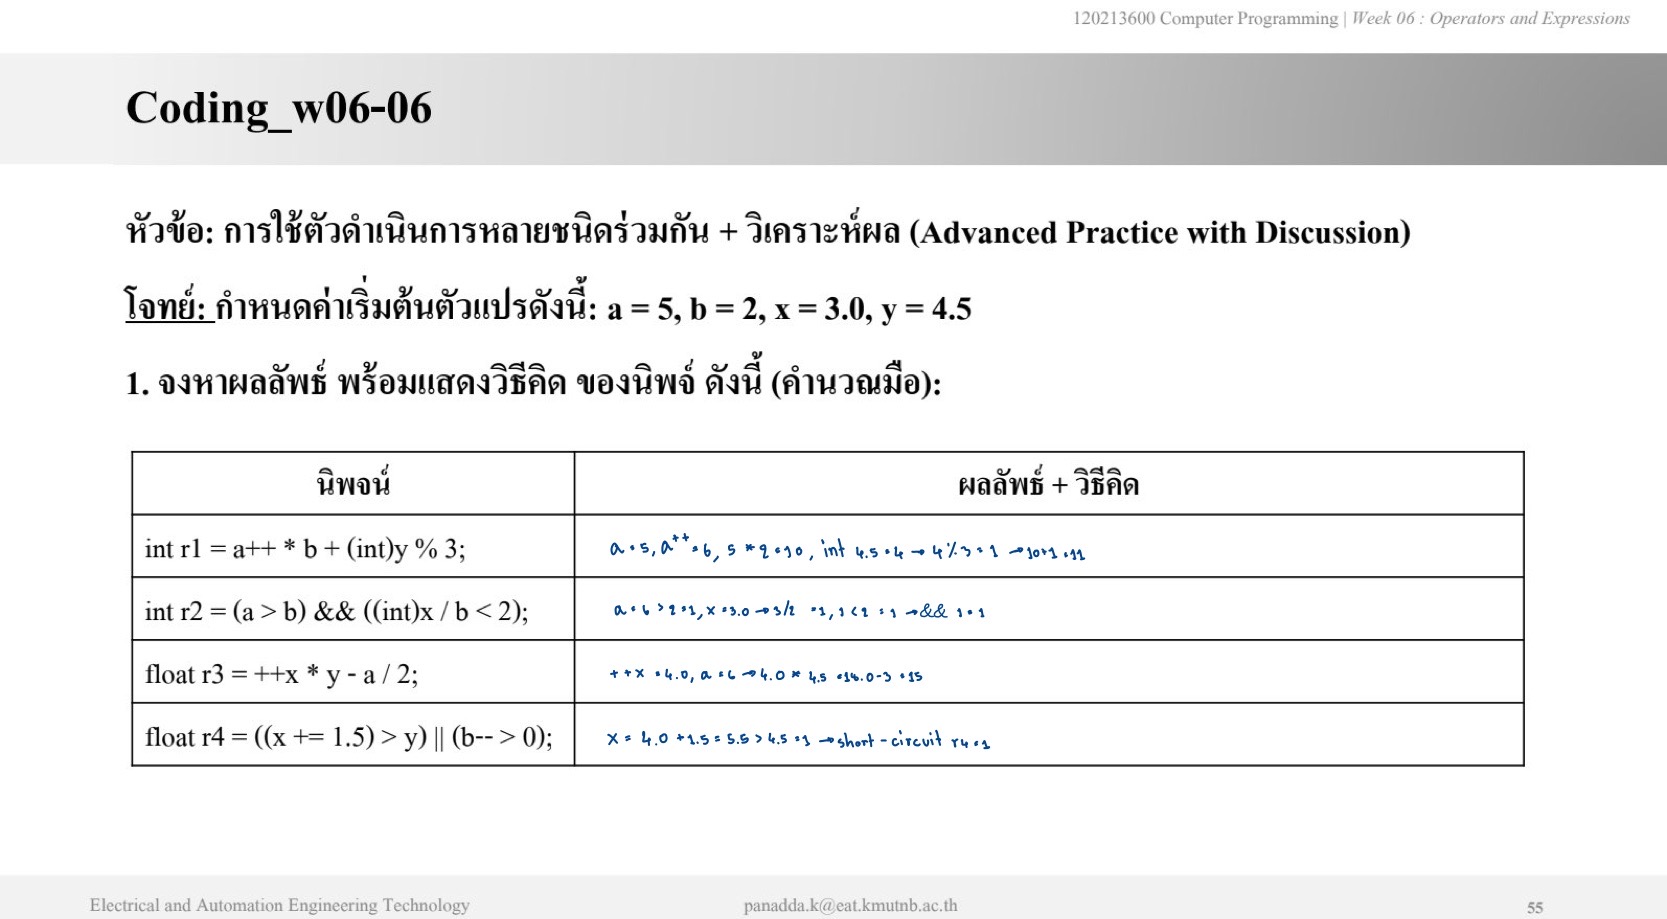 120213600 Computer Programming | Week 06 : Operators and Expressions
Coding_w06-06
หัวข้อ: การใช้ตัวดำเนินการหลายชนิดร่วมกัน + วิเคราะห์ผล (Advanced Practice with Discussion)
โจทย์: กำหนดค่าเริ่มต้นตัวแปรดังนี้: a = 5, b = 2, x = 3.0, y = 4.5
1. จงหาผลลัพธ์ พร้อมแสดงวิธีคิด ของนิพจ์ ดังนี้ (คำนวณมือ):
นิพจน์ ผลลัพธ์ + วิธีคิด
int r1 = a++ * b + (int)y % 3; a = 5, a++ = 6, 5 * 2 = 10, int 4.5 = 4 → 4 % 3 = 1 → 10+1 = 11
int r2 = (a > b) && ((int)x / b < 2); a = 6 > 2 = 1, x = 3.0 → 3/2 = 1, 1 < 2 = 1 → && 1 = 1
float r3 = ++x * y - a / 2; ++x = 4.0, a = 6 → 4.0 * 4.5 = 18.0 - 3 = 15
float r4 = ((x += 1.5) > y) || (b-- > 0); x = 4.0 + 1.5 = 5.5 > 4.5 = 1 → short - circuit r4 = 1
Electrical and Automation Engineering Technology panadda.k@eat.kmutnb.ac.th 55